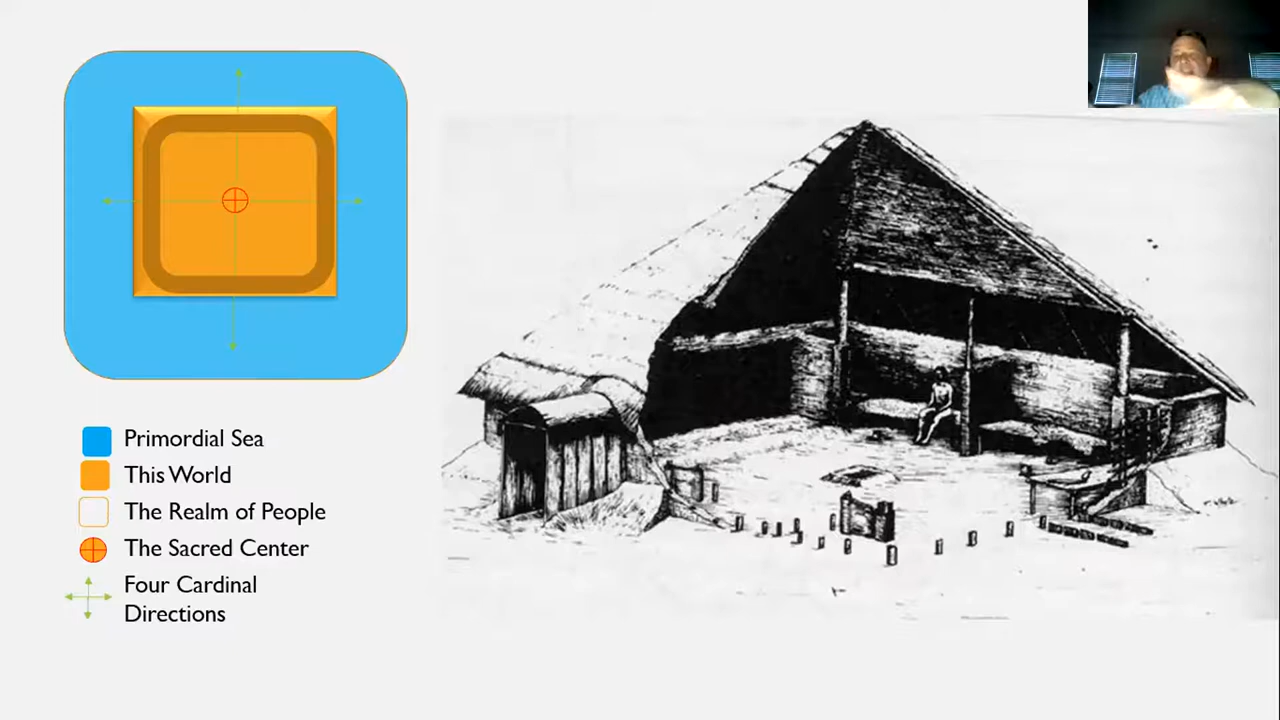 Primordial Sea
This World
The Realm of People
The Sacred Center
Four Cardinal
Directions